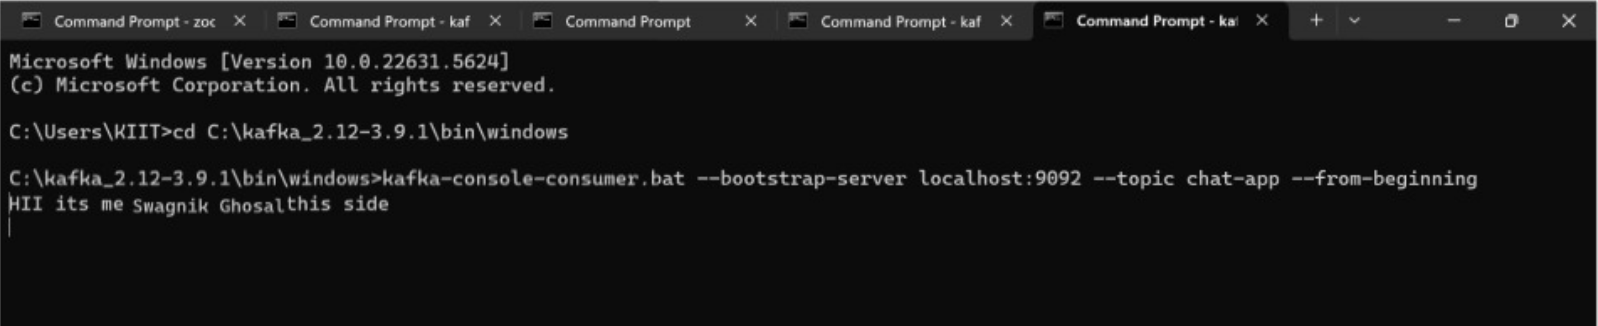 Command Prompt - zoc Command Prompt - kaf Command Prompt Command Prompt - kaf Command Prompt - ka
Microsoft Windows [Version 10.0.22631.5624]
(c) Microsoft Corporation. All rights reserved.
C:\Users\KIIT>cd C:\kafka_2.12-3.9.1\bin\windows
C:\kafka_2.12-3.9.1\bin\windows>kafka-console-consumer.bat --bootstrap-server localhost:9092 --topic chat-app --from-beginning
HII its me Swagnik Ghosalthis side